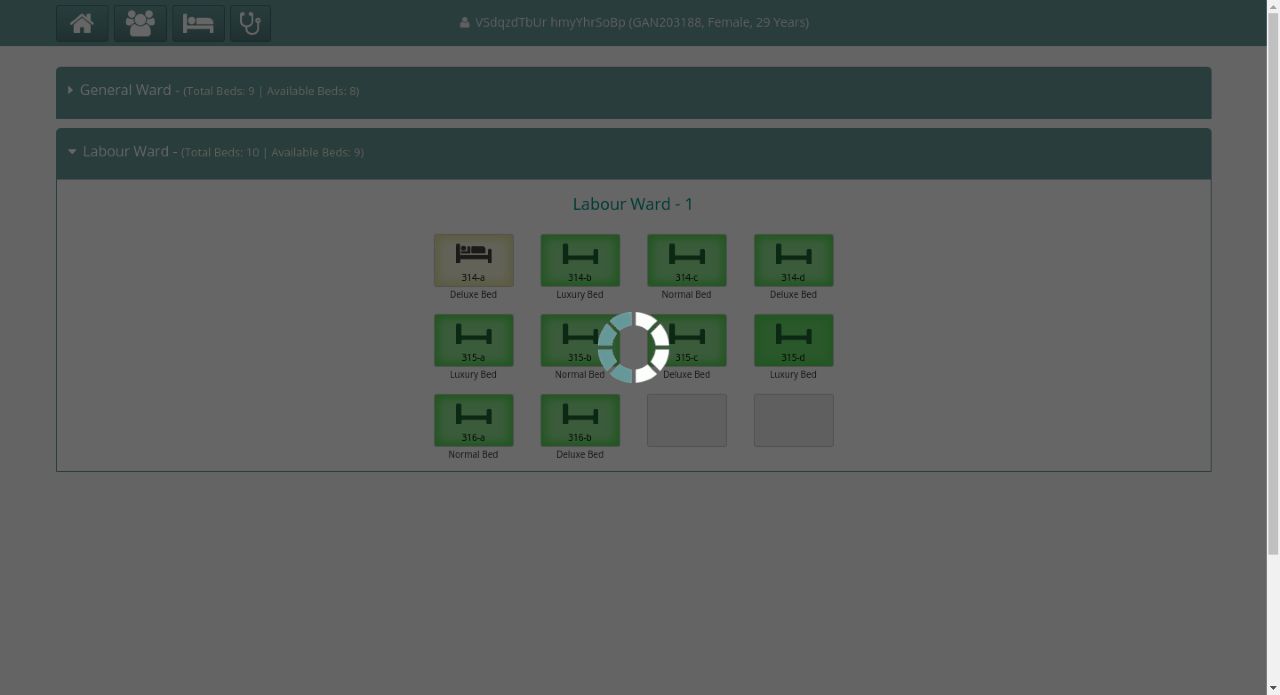 VSdqzdTbUr hmyYhrSoBp (GAN203188, Female, 29 Years)
General Ward - (Total Beds: 9 | Available Beds: 8)
Labour Ward - (Total Beds: 10 | Available Beds: 9)
Labour Ward - 1
314-a 314-b 314-c 314-d
Deluxe Bed Luxury Bed Normal Bed Deluxe Bed
315-a 315-b 315-c 315-d
Luxury Bed Normal Bed Deluxe Bed Luxury Bed
316-a 316-b
Normal Bed Deluxe Bed